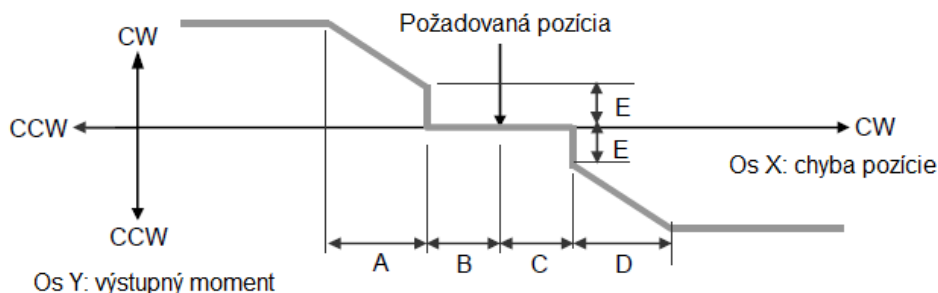 Požadovaná pozícia
CW
E
CCW
CW
E
Os X: chyba pozície
CCW
A
B
C
D
Os Y: výstupný moment